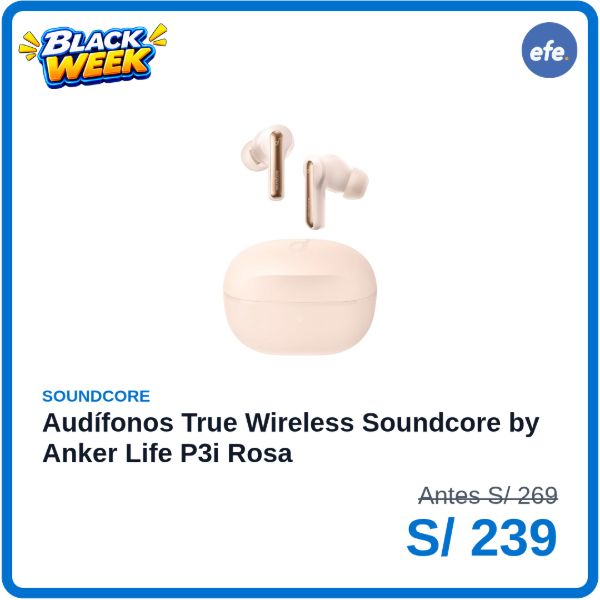 BLACK
WEEK
efe.
SOUNDCORE
Audífonos True Wireless Soundcore by
Anker Life P3i Rosa
Antes S/ 269
S/ 239